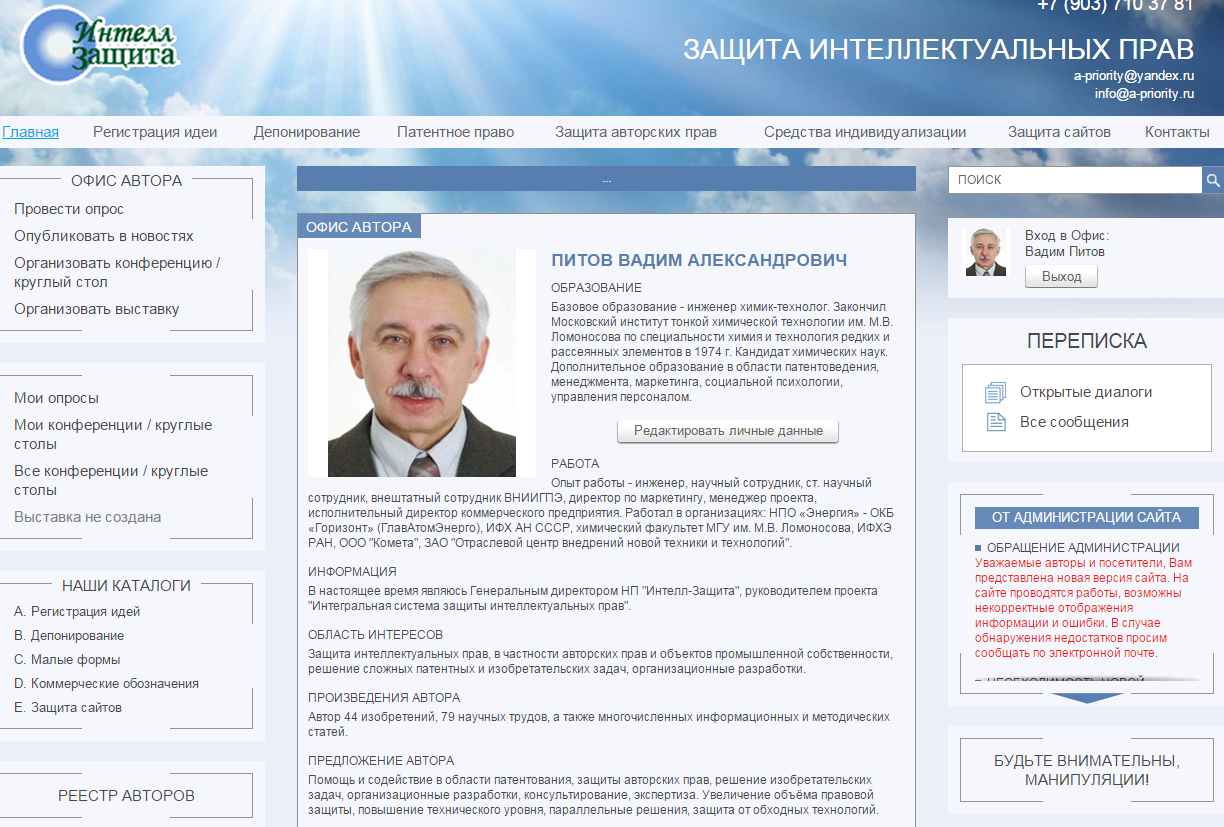 Интелл
Защита
+7 (903) 710 37 81
ЗАЩИТА ИНТЕЛЛЕКТУАЛЬНЫХ ПРАВ
a-priority@yandex.ru
info@a-priority.ru
Главная Регистрация идеи Депонирование Патентное право Защита авторских прав Средства индивидуализации Защита сайтов Контакты
ОФИС АВТОРА
Провести опрос
Опубликовать в новостях
Организовать конференцию /
круглый стол
Организовать выставку
Мои опросы
Мои конференции / круглые
столы
Все конференции / круглые
столы
Выставка не создана
НАШИ КАТАЛОГИ
A. Регистрация идей
B. Депонирование
C. Малые формы
D. Коммерческие обозначения
E. Защита сайтов
РЕЕСТР АВТОРОВ
...
ОФИС АВТОРА
ПИТОВ ВАДИМ АЛЕКСАНДРОВИЧ
ОБРАЗОВАНИЕ
Базовое образование - инженер химик-технолог. Закончил
Московский институт тонкой химической технологии им. М.В.
Ломоносова по специальности химия и технология редких и
рассеянных элементов в 1974 г. Кандидат химических наук.
Дополнительное образование в области патентоведения,
менеджмента, маркетинга, социальной психологии,
управления персоналом.
Редактировать личные данные
РАБОТА
Опыт работы - инженер, научный сотрудник, ст. научный
сотрудник, внештатный сотрудник ВНИИГПЭ, директор по маркетингу, менеджер проекта,
исполнительный директор коммерческого предприятия. Работал в организациях: НПО «Энергия» - ОКБ
«Горизонт» (ГлавАтомЭнерго), ИФХ АН СССР, химический факультет МГУ им. М.В. Ломоносова, ИФХЭ
РАН, ООО "Комета", ЗАО "Отраслевой центр внедрений новой техники и технологий".
ИНФОРМАЦИЯ
В настоящее время являюсь Генеральным директором НП "Интелл-Защита", руководителем проекта
"Интегральная система защиты интеллектуальных прав".
ОБЛАСТЬ ИНТЕРЕСОВ
Защита интеллектуальных прав, в частности авторских прав и объектов промышленной собственности,
решение сложных патентных и изобретательских задач, организационные разработки.
ПРОИЗВЕДЕНИЯ АВТОРА
Автор 44 изобретений, 79 научных трудов, а также многочисленных информационных и методических
статей.
ПРЕДЛОЖЕНИЕ АВТОРА
Помощь и содействие в области патентования, защиты авторских прав, решение изобретательских
задач, организационные разработки, консультирование, экспертиза. Увеличение объёма правовой
защиты, повышение технического уровня, параллельные решения, защита от обходных технологий.
ПОИСК
Вход в Офис:
Вадим Питов
Выход
ПЕРЕПИСКА
Открытые диалоги
Все сообщения
ОТ АДМИНИСТРАЦИИ САЙТА
ОБРАЩЕНИЕ АДМИНИСТРАЦИИ
Уважаемые авторы и посетители, Вам
представлена новая версия сайта. На
сайте проводятся работы, возможны
некорректные отображения
информации и ошибки. В случае
обнаружения недостатков просим
сообщать по электронной почте.
НЕОБХОДИМОСТЬ НОВОЙ
БУДЬТЕ ВНИМАТЕЛЬНЫ,
МАНИПУЛЯЦИИ!